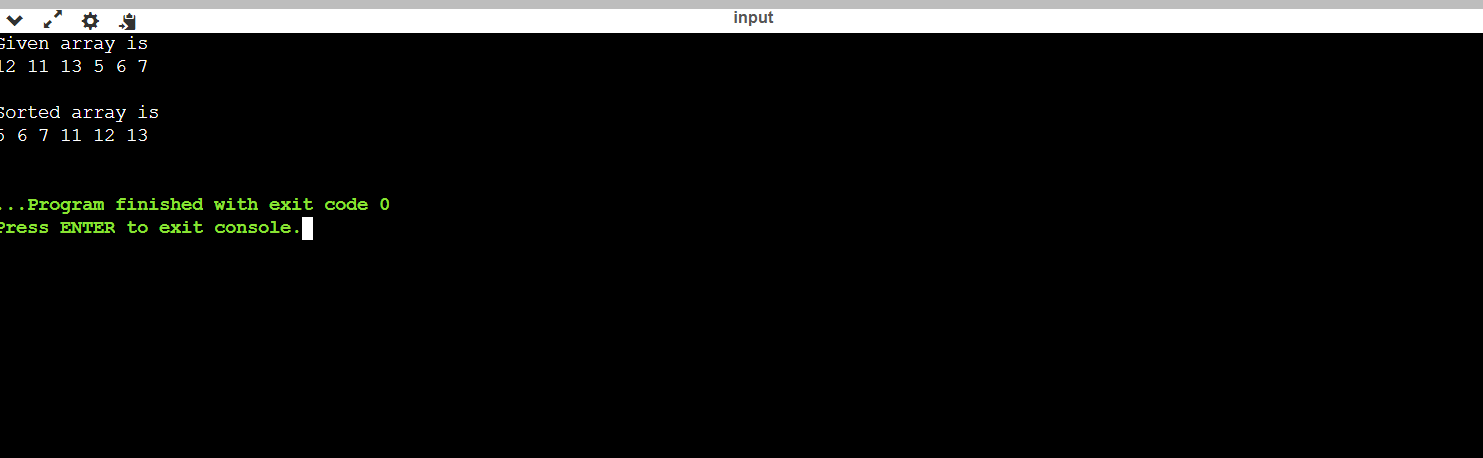 input
Given array is
12 11 13 5 6 7
Sorted array is
5 6 7 11 12 13
...Program finished with exit code 0
Press ENTER to exit console.